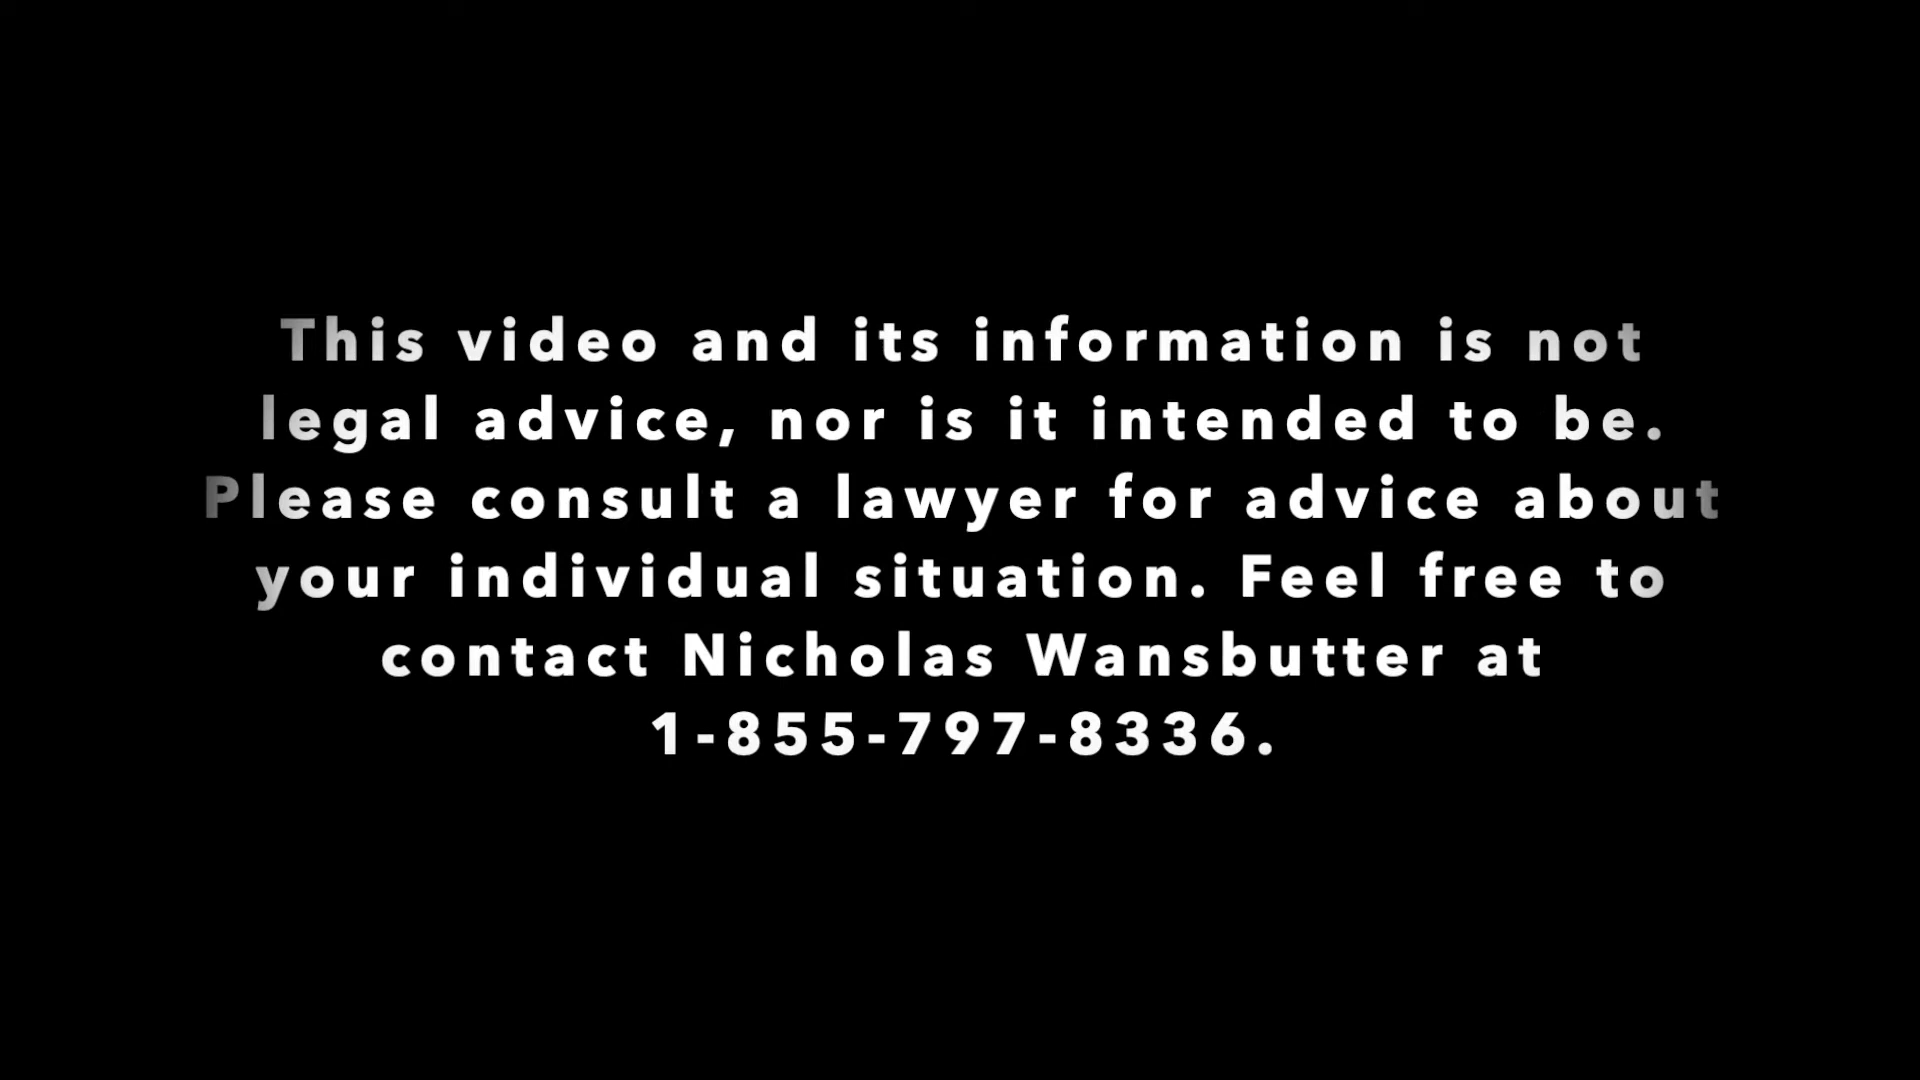 This video and its information is not
legal advice, nor is it intended to be.
Please consult a lawyer for advice about
your individual situation. Feel free to
contact Nicholas Wansbutter at
1-855-797-8336.